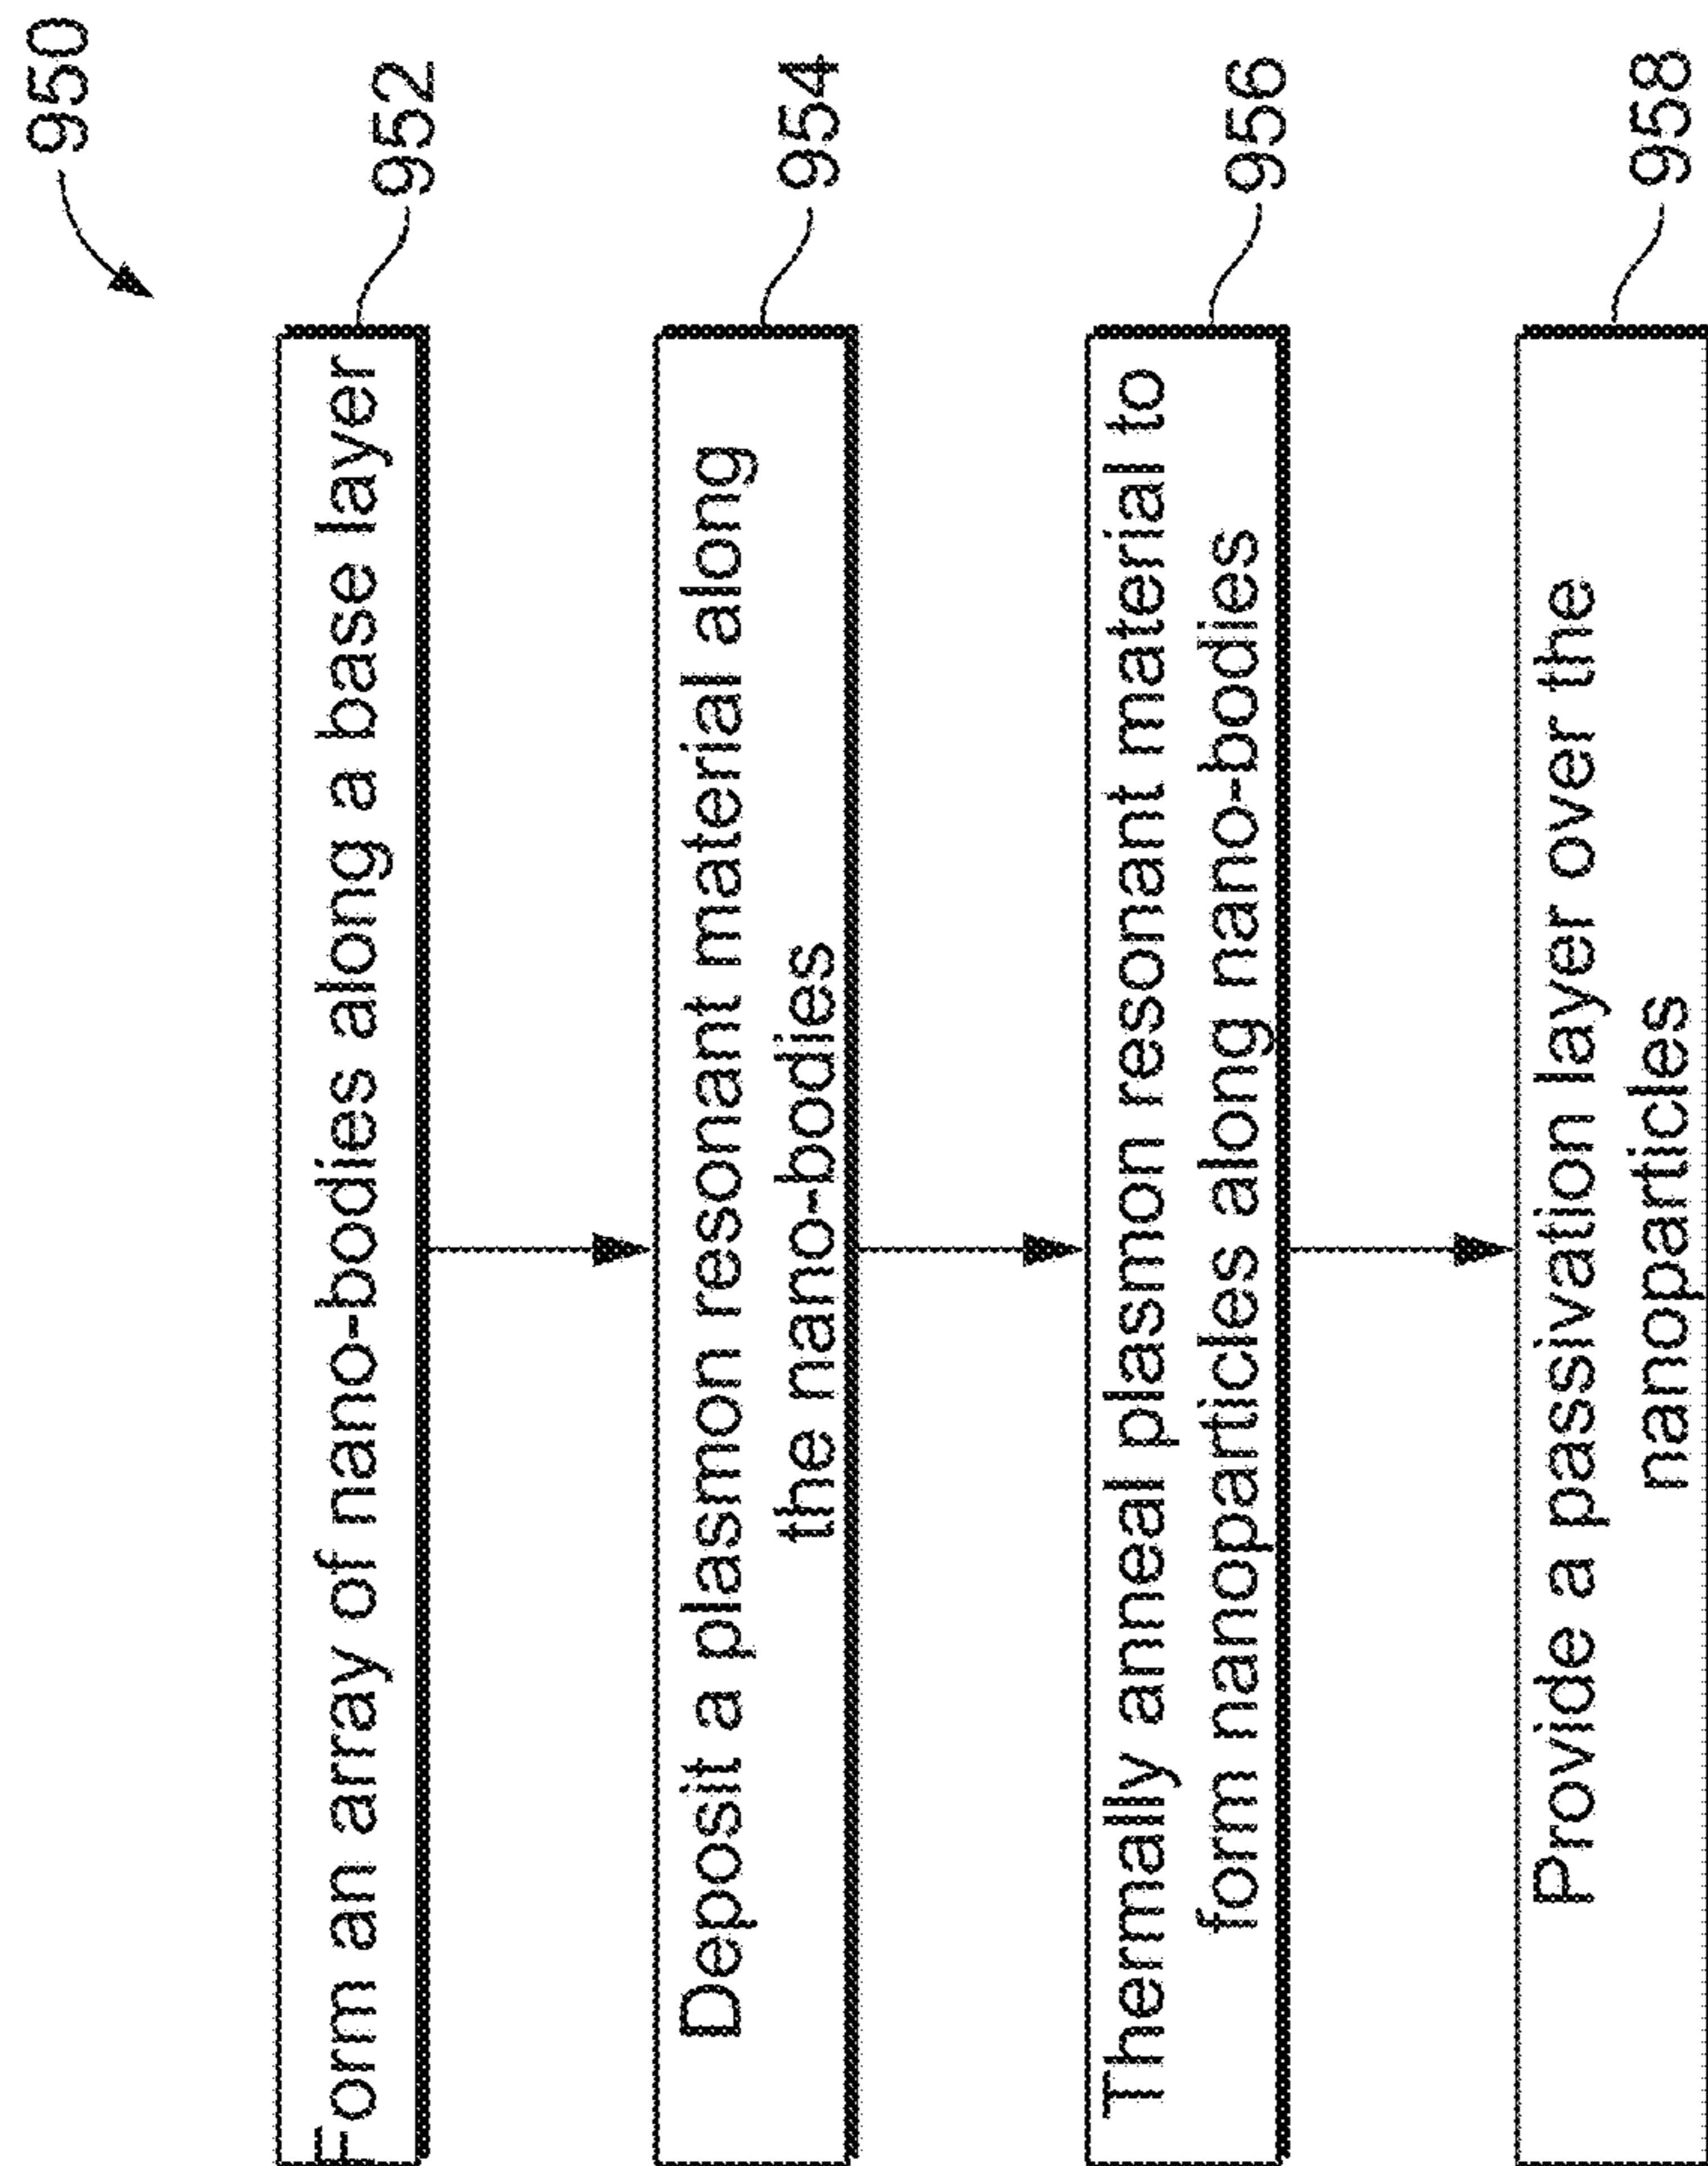 950
Form an array of nano-bodies along a base layer
952
Deposit a plasmon resonant material along
the nano-bodies
954
Thermally anneal plasmon resonant material to
form nanoparticles along nano-bodies
956
Provide a passivation layer over the
nanoparticles
958